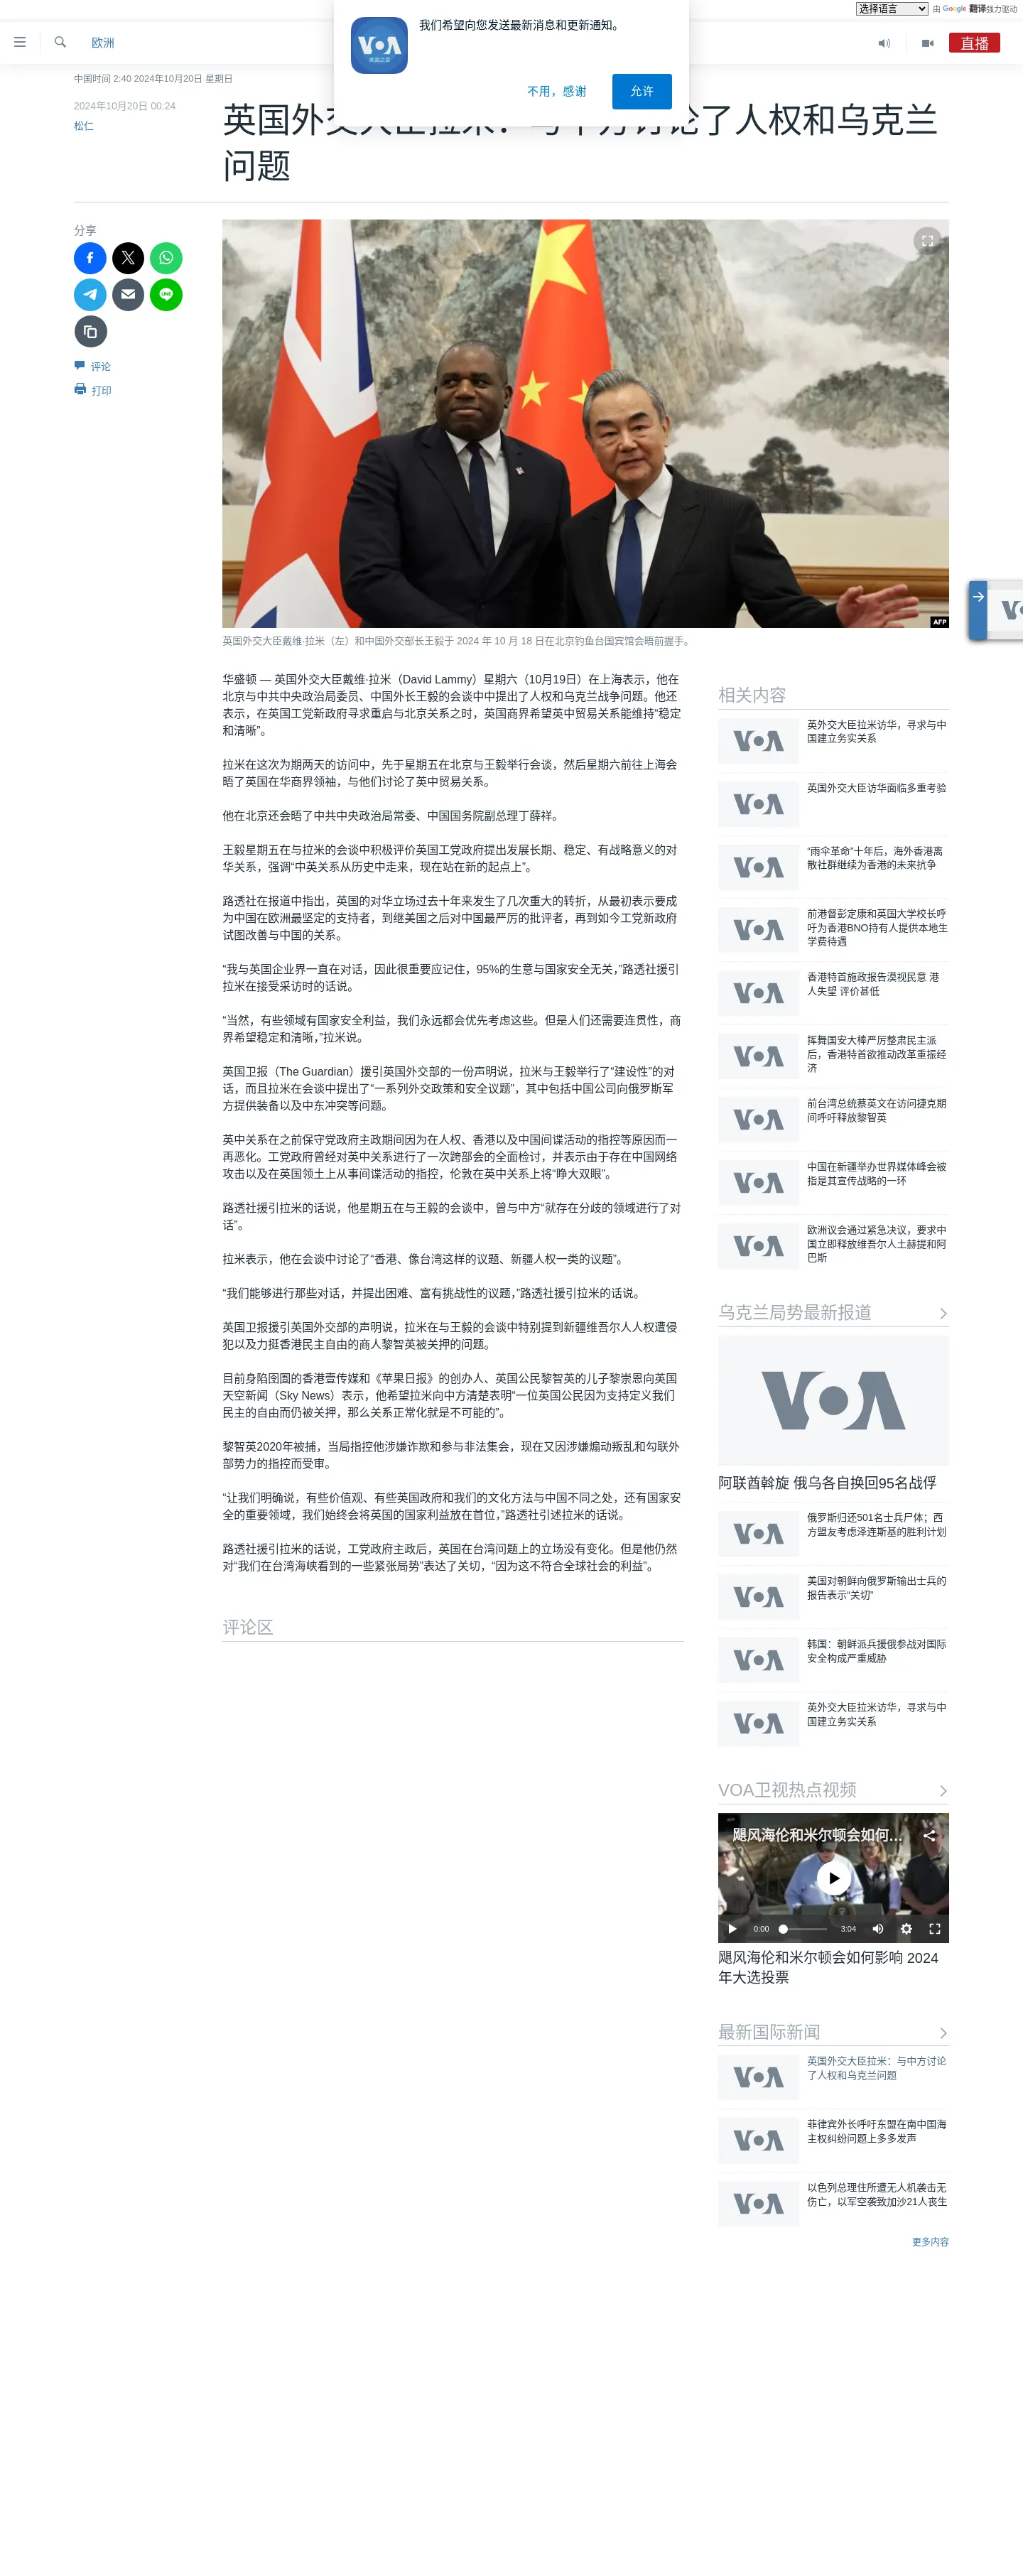 选择语言
由 Google 翻译强力驱动
我们希望向您发送最新消息和更新通知。
VOA
美国之音
不用，感谢
允许
欧洲
直播
中国时间 2:40 2024年10月20日 星期日
2024年10月20日 00:24
松仁
英国外交大臣拉米：与中方讨论了人权和乌克兰
问题
分享
评论
打印
AFP
英国外交大臣戴维·拉米（左）和中国外交部长王毅于 2024 年 10 月 18 日在北京钓鱼台国宾馆会晤前握手。
华盛顿 — 英国外交大臣戴维·拉米（David Lammy）星期六（10月19日）在上海表示，他在
北京与中共中央政治局委员、中国外长王毅的会谈中中提出了人权和乌克兰战争问题。他还
表示，在英国工党新政府寻求重启与北京关系之时，英国商界希望英中贸易关系能维持“稳定
和清晰”。
拉米在这次为期两天的访问中，先于星期五在北京与王毅举行会谈，然后星期六前往上海会
晤了英国在华商界领袖，与他们讨论了英中贸易关系。
他在北京还会晤了中共中央政治局常委、中国国务院副总理丁薛祥。
王毅星期五在与拉米的会谈中积极评价英国工党政府提出发展长期、稳定、有战略意义的对
华关系，强调“中英关系从历史中走来，现在站在新的起点上”。
路透社在报道中指出，英国的对华立场过去十年来发生了几次重大的转折，从最初表示要成
为中国在欧洲最坚定的支持者，到继美国之后对中国最严厉的批评者，再到如今工党新政府
试图改善与中国的关系。
“我与英国企业界一直在对话，因此很重要应记住，95%的生意与国家安全无关，”路透社援引
拉米在接受采访时的话说。
“当然，有些领域有国家安全利益，我们永远都会优先考虑这些。但是人们还需要连贯性，商
界希望稳定和清晰，”拉米说。
英国卫报（The Guardian）援引英国外交部的一份声明说，拉米与王毅举行了“建设性”的对
话，而且拉米在会谈中提出了“一系列外交政策和安全议题”，其中包括中国公司向俄罗斯军
方提供装备以及中东冲突等问题。
英中关系在之前保守党政府主政期间因为在人权、香港以及中国间谍活动的指控等原因而一
再恶化。工党政府曾经对英中关系进行了一次跨部会的全面检讨，并表示由于存在中国网络
攻击以及在英国领土上从事间谍活动的指控，伦敦在英中关系上将“睁大双眼”。
路透社援引拉米的话说，他星期五在与王毅的会谈中，曾与中方“就存在分歧的领域进行了对
话”。
拉米表示，他在会谈中讨论了“香港、像台湾这样的议题、新疆人权一类的议题”。
“我们能够进行那些对话，并提出困难、富有挑战性的议题，”路透社援引拉米的话说。
英国卫报援引英国外交部的声明说，拉米在与王毅的会谈中特别提到新疆维吾尔人人权遭侵
犯以及力挺香港民主自由的商人黎智英被关押的问题。
目前身陷囹圄的香港壹传媒和《苹果日报》的创办人、英国公民黎智英的儿子黎崇恩向英国
天空新闻（Sky News）表示，他希望拉米向中方清楚表明“一位英国公民因为支持定义我们
民主的自由而仍被关押，那么关系正常化就是不可能的”。
黎智英2020年被捕，当局指控他涉嫌诈欺和参与非法集会，现在又因涉嫌煽动叛乱和勾联外
部势力的指控而受审。
“让我们明确说，有些价值观、有些英国政府和我们的文化方法与中国不同之处，还有国家安
全的重要领域，我们始终会将英国的国家利益放在首位，”路透社引述拉米的话说。
路透社援引拉米的话说，工党政府主政后，英国在台湾问题上的立场没有变化。但是他仍然
对“我们在台湾海峡看到的一些紧张局势”表达了关切，“因为这不符合全球社会的利益”。
评论区
相关内容
英外交大臣拉米访华，寻求与中
国建立务实关系
英国外交大臣访华面临多重考验
“雨伞革命”十年后，海外香港离
散社群继续为香港的未来抗争
前港督彭定康和英国大学校长呼
吁为香港BNO持有人提供本地生
学费待遇
香港特首施政报告漠视民意 港
人失望 评价甚低
挥舞国安大棒严厉整肃民主派
后，香港特首欲推动改革重振经
济
前台湾总统蔡英文在访问捷克期
间呼吁释放黎智英
中国在新疆举办世界媒体峰会被
指是其宣传战略的一环
欧洲议会通过紧急决议，要求中
国立即释放维吾尔人土赫提和阿
巴斯
乌克兰局势最新报道
VOA
阿联酋斡旋 俄乌各自换回95名战俘
俄罗斯归还501名士兵尸体；西
方盟友考虑泽连斯基的胜利计划
美国对朝鲜向俄罗斯输出士兵的
报告表示“关切”
韩国：朝鲜派兵援俄参战对国际
安全构成严重威胁
英外交大臣拉米访华，寻求与中
国建立务实关系
VOA卫视热点视频
飓风海伦和米尔顿会如何...
0:00
3:04
飓风海伦和米尔顿会如何影响 2024
年大选投票
最新国际新闻
英国外交大臣拉米：与中方讨论
了人权和乌克兰问题
菲律宾外长呼吁东盟在南中国海
主权纠纷问题上多多发声
以色列总理住所遭无人机袭击无
伤亡，以军空袭致加沙21人丧生
更多内容